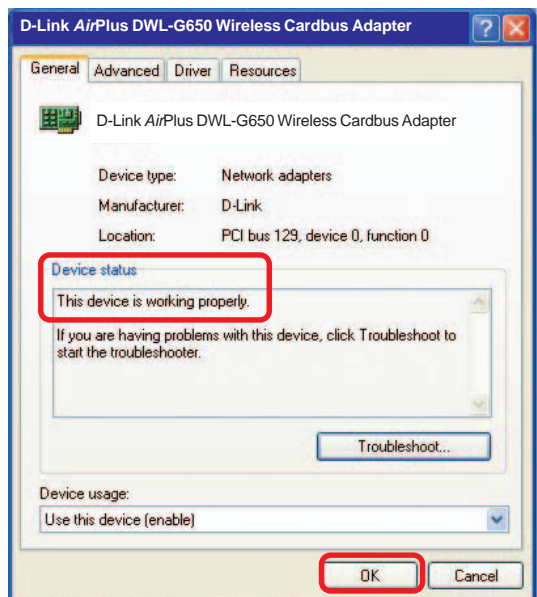 D-Link AirPlus DWL-G650 Wireless Cardbus Adapter
General Advanced Driver Resources
D-Link AirPlus DWL-G650 Wireless Cardbus Adapter
Device type: Network adapters
Manufacturer: D-Link
Location: PCI bus 129, device 0, function 0
Device status
This device is working properly.
If you are having problems with this device, click Troubleshoot to
start the troubleshooter.
Troubleshoot...
Device usage:
Use this device (enable)
OK Cancel